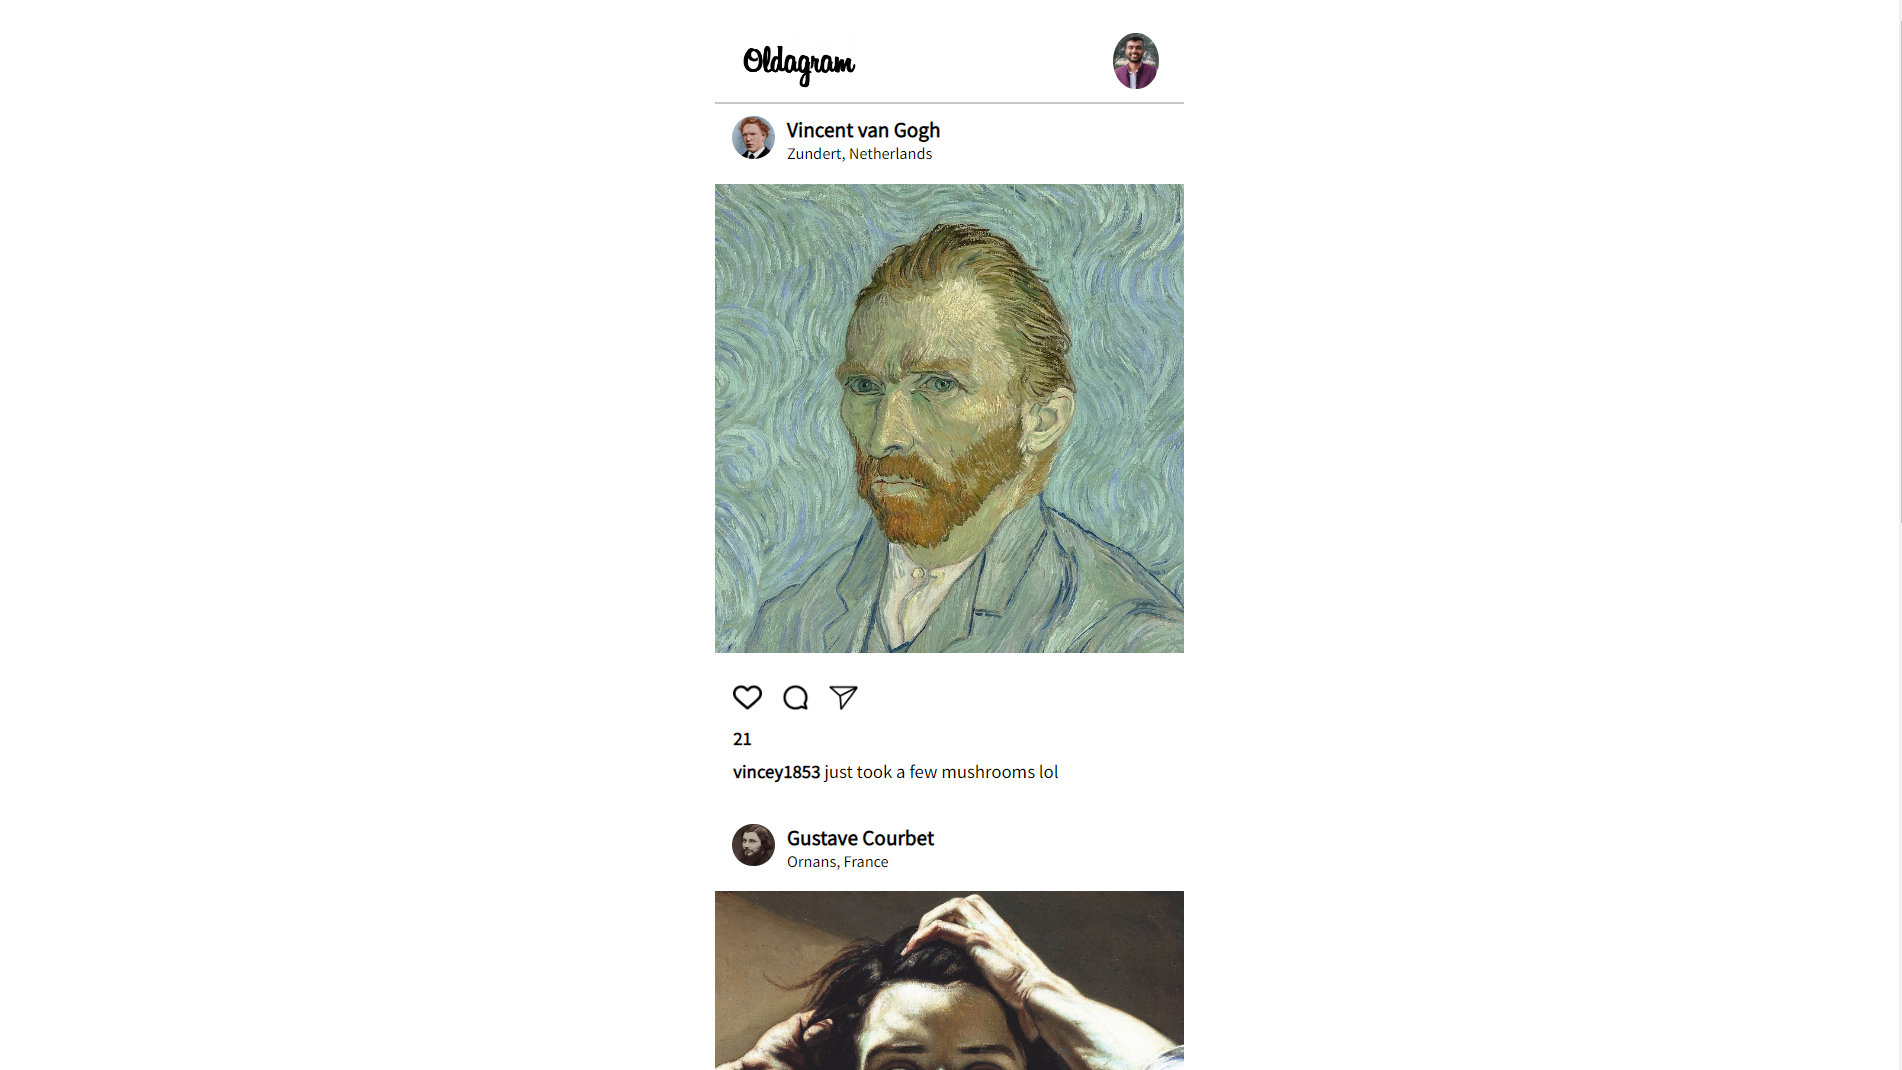 Oldagram
Vincent van Gogh
Zundert, Netherlands
21
vincey1853 just took a few mushrooms lol
Gustave Courbet
Ornans, France